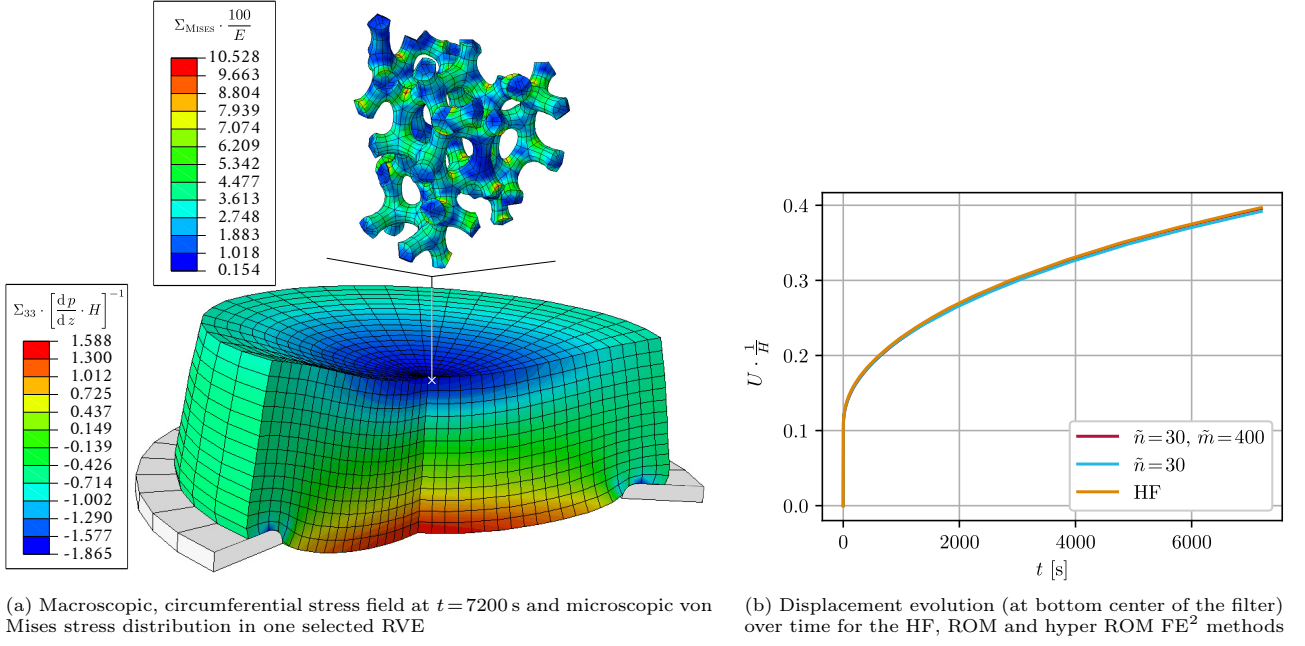 Σ_MISES · 100/E
10.528
9.663
8.804
7.939
7.074
6.209
5.342
4.477
3.613
2.748
1.883
1.018
0.154
Σ₃₃ · [d p/d z · H]⁻¹
1.588
1.300
1.012
0.725
0.437
0.149
-0.139
-0.426
-0.714
-1.002
-1.290
-1.577
-1.865
(a) Macroscopic, circumferential stress field at t = 7200 s and microscopic von
Mises stress distribution in one selected RVE
U · 1/H
0.4
0.3
0.2
0.1
0.0
ñ = 30, m̃ = 400
ñ = 30
HF
0 2000 4000 6000
t [s]
(b) Displacement evolution (at bottom center of the filter)
over time for the HF, ROM and hyper ROM FE² methods